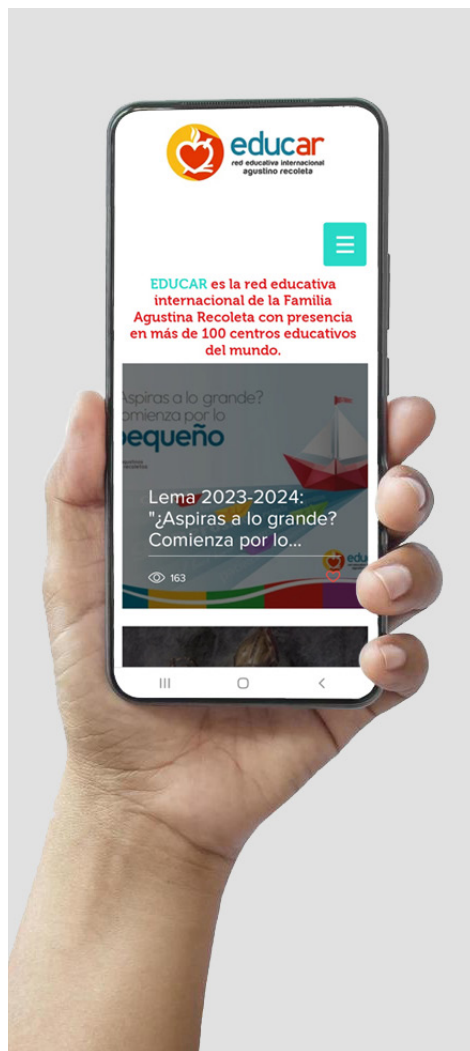 educar
red educativa internacional
agustino recoleta
EDUCAR es la red educativa
internacional de la Familia
Agustina Recoleta con presencia
en más de 100 centros educativos
del mundo.
¿Aspiras a lo grande?
Comienza por lo
pequeño
Lema 2023-2024:
"¿Aspiras a lo grande?
Comienza por lo...
163
edu